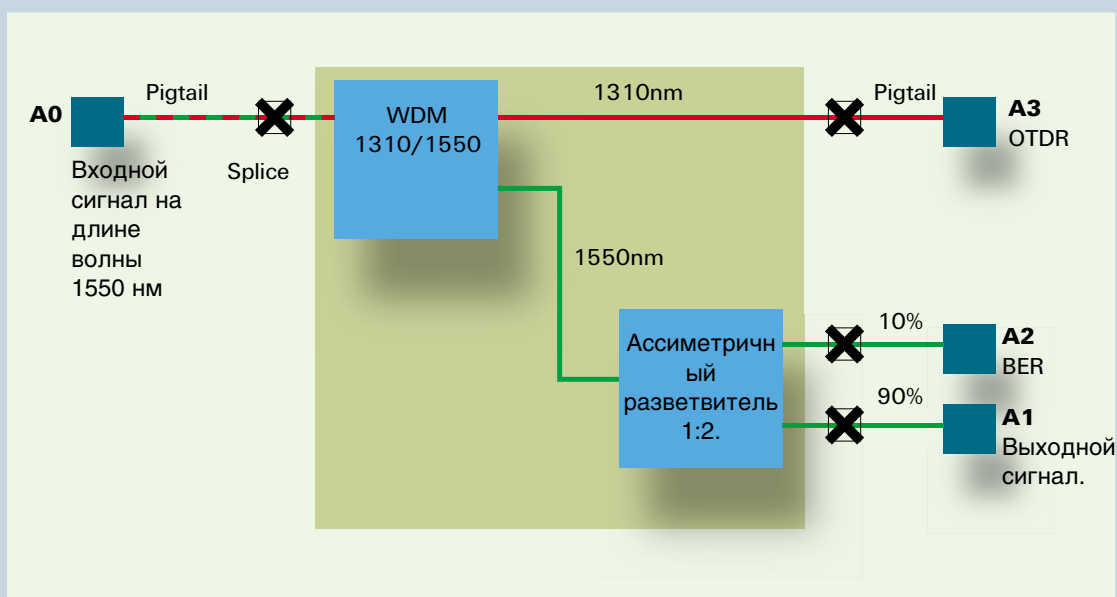 Pigtail
A0
Входной
сигнал на
длине
волны
1550 нм
Splice
WDM
1310/1550
1310nm
Pigtail
A3
OTDR
1550nm
Ассиметричн
ый
разветвитель
1:2.
10%
A2
BER
90%
A1
Выходной
сигнал.